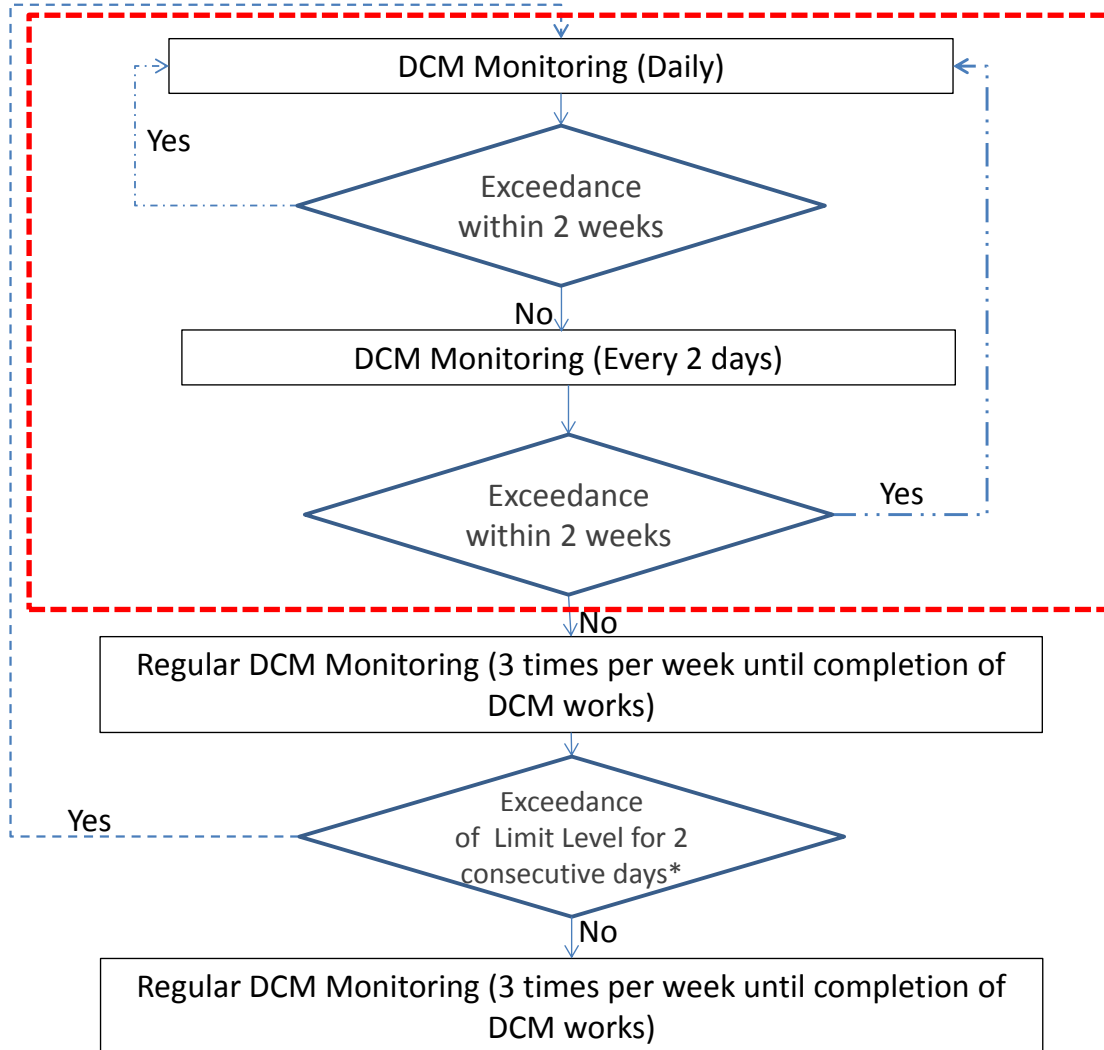 DCM Monitoring (Daily)
Yes
Exceedance
within 2 weeks
No
DCM Monitoring (Every 2 days)
Exceedance
within 2 weeks
Yes
No
Regular DCM Monitoring (3 times per week until completion of
DCM works)
Exceedance
of Limit Level for 2
consecutive days*
Yes
No
Regular DCM Monitoring (3 times per week until completion of
DCM works)